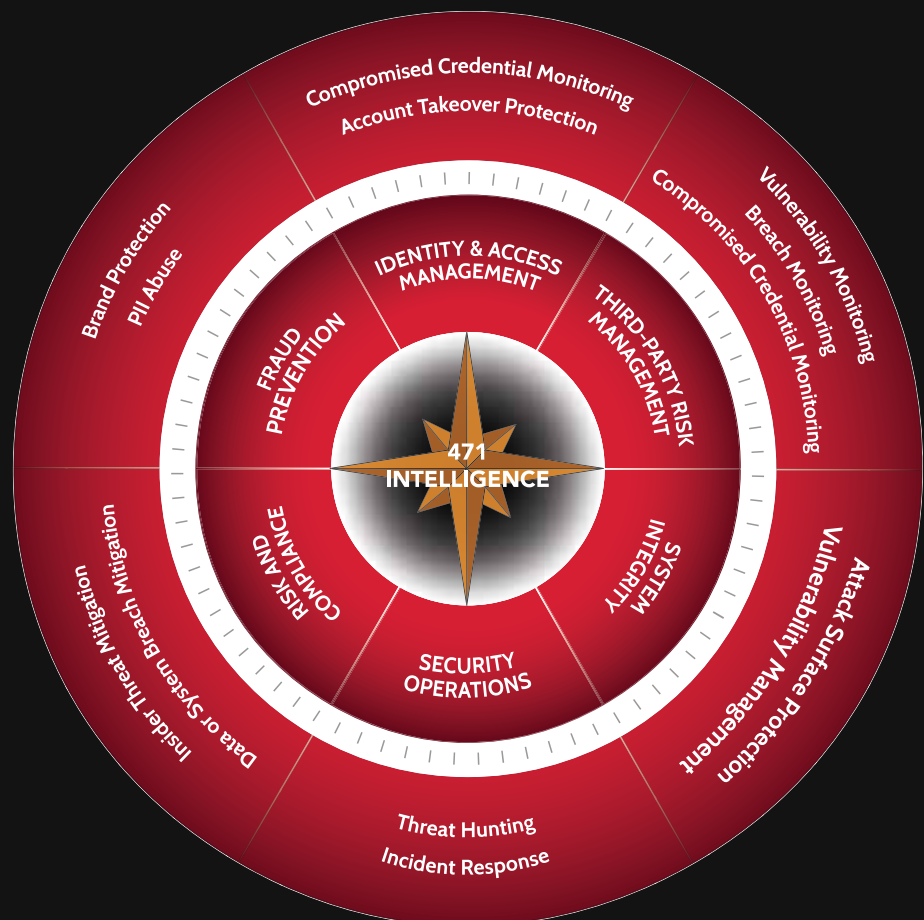 Compromised Credential Monitoring
Account Takeover Protection
Vulnerability Monitoring
Breach Monitoring
Compromised Credential Monitoring
Attack Surface Protection
Vulnerability Management
Threat Hunting
Incident Response
Data or System Breach Mitigation
Insider Threat Mitigation
Brand Protection
PII Abuse
IDENTITY & ACCESS
MANAGEMENT
THIRD-PARTY RISK
MANAGEMENT
SYSTEM
INTEGRITY
SECURITY
OPERATIONS
RISK AND
COMPLIANCE
FRAUD
PREVENTION
471
INTELLIGENCE